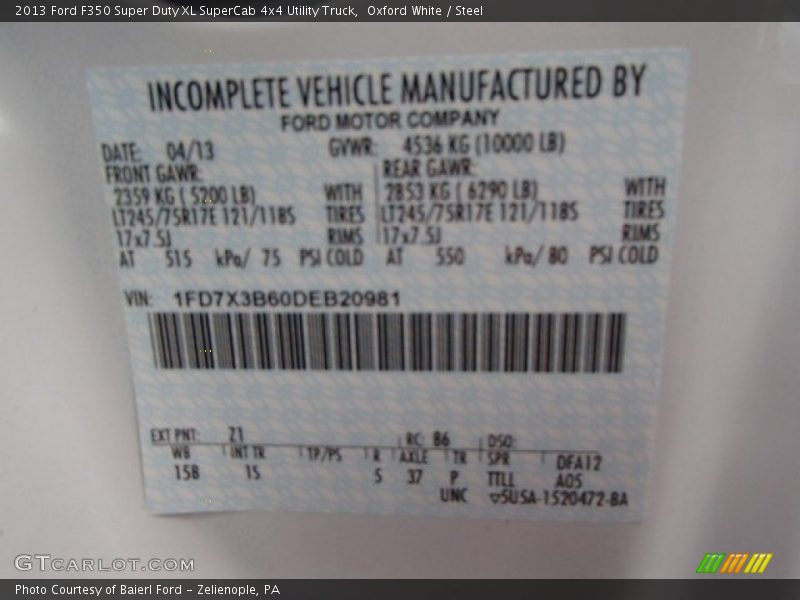 2013 Ford F350 Super Duty XL SuperCab 4x4 Utility Truck, Oxford White / Steel
INCOMPLETE VEHICLE MANUFACTURED BY
FORD MOTOR COMPANY
DATE: 04/13 GVWR: 4536 KG (10000 LB)
FRONT GAWR: REAR GAWR:
2359 KG ( 5200 LB) WITH 2853 KG ( 6290 LB) WITH
LT245/75R17E 121/118S TIRES LT245/75R17E 121/118S TIRES
17x7.5J RIMS 17x7.5J RIMS
AT 515 kPa/ 75 PSI COLD AT 550 kPa/ 80 PSI COLD
VIN: 1FD7X3B60DEB20981
EXT PNT: Z1 RC: B6 DSO:
WB INT TR TP/PS R AXLE TR SPR DFA12
158 1S 5 37 P TTLL A05
UNC ▽5USA-1520472-BA
GTCARLOT.COM
Photo Courtesy of Baierl Ford - Zelienople, PA